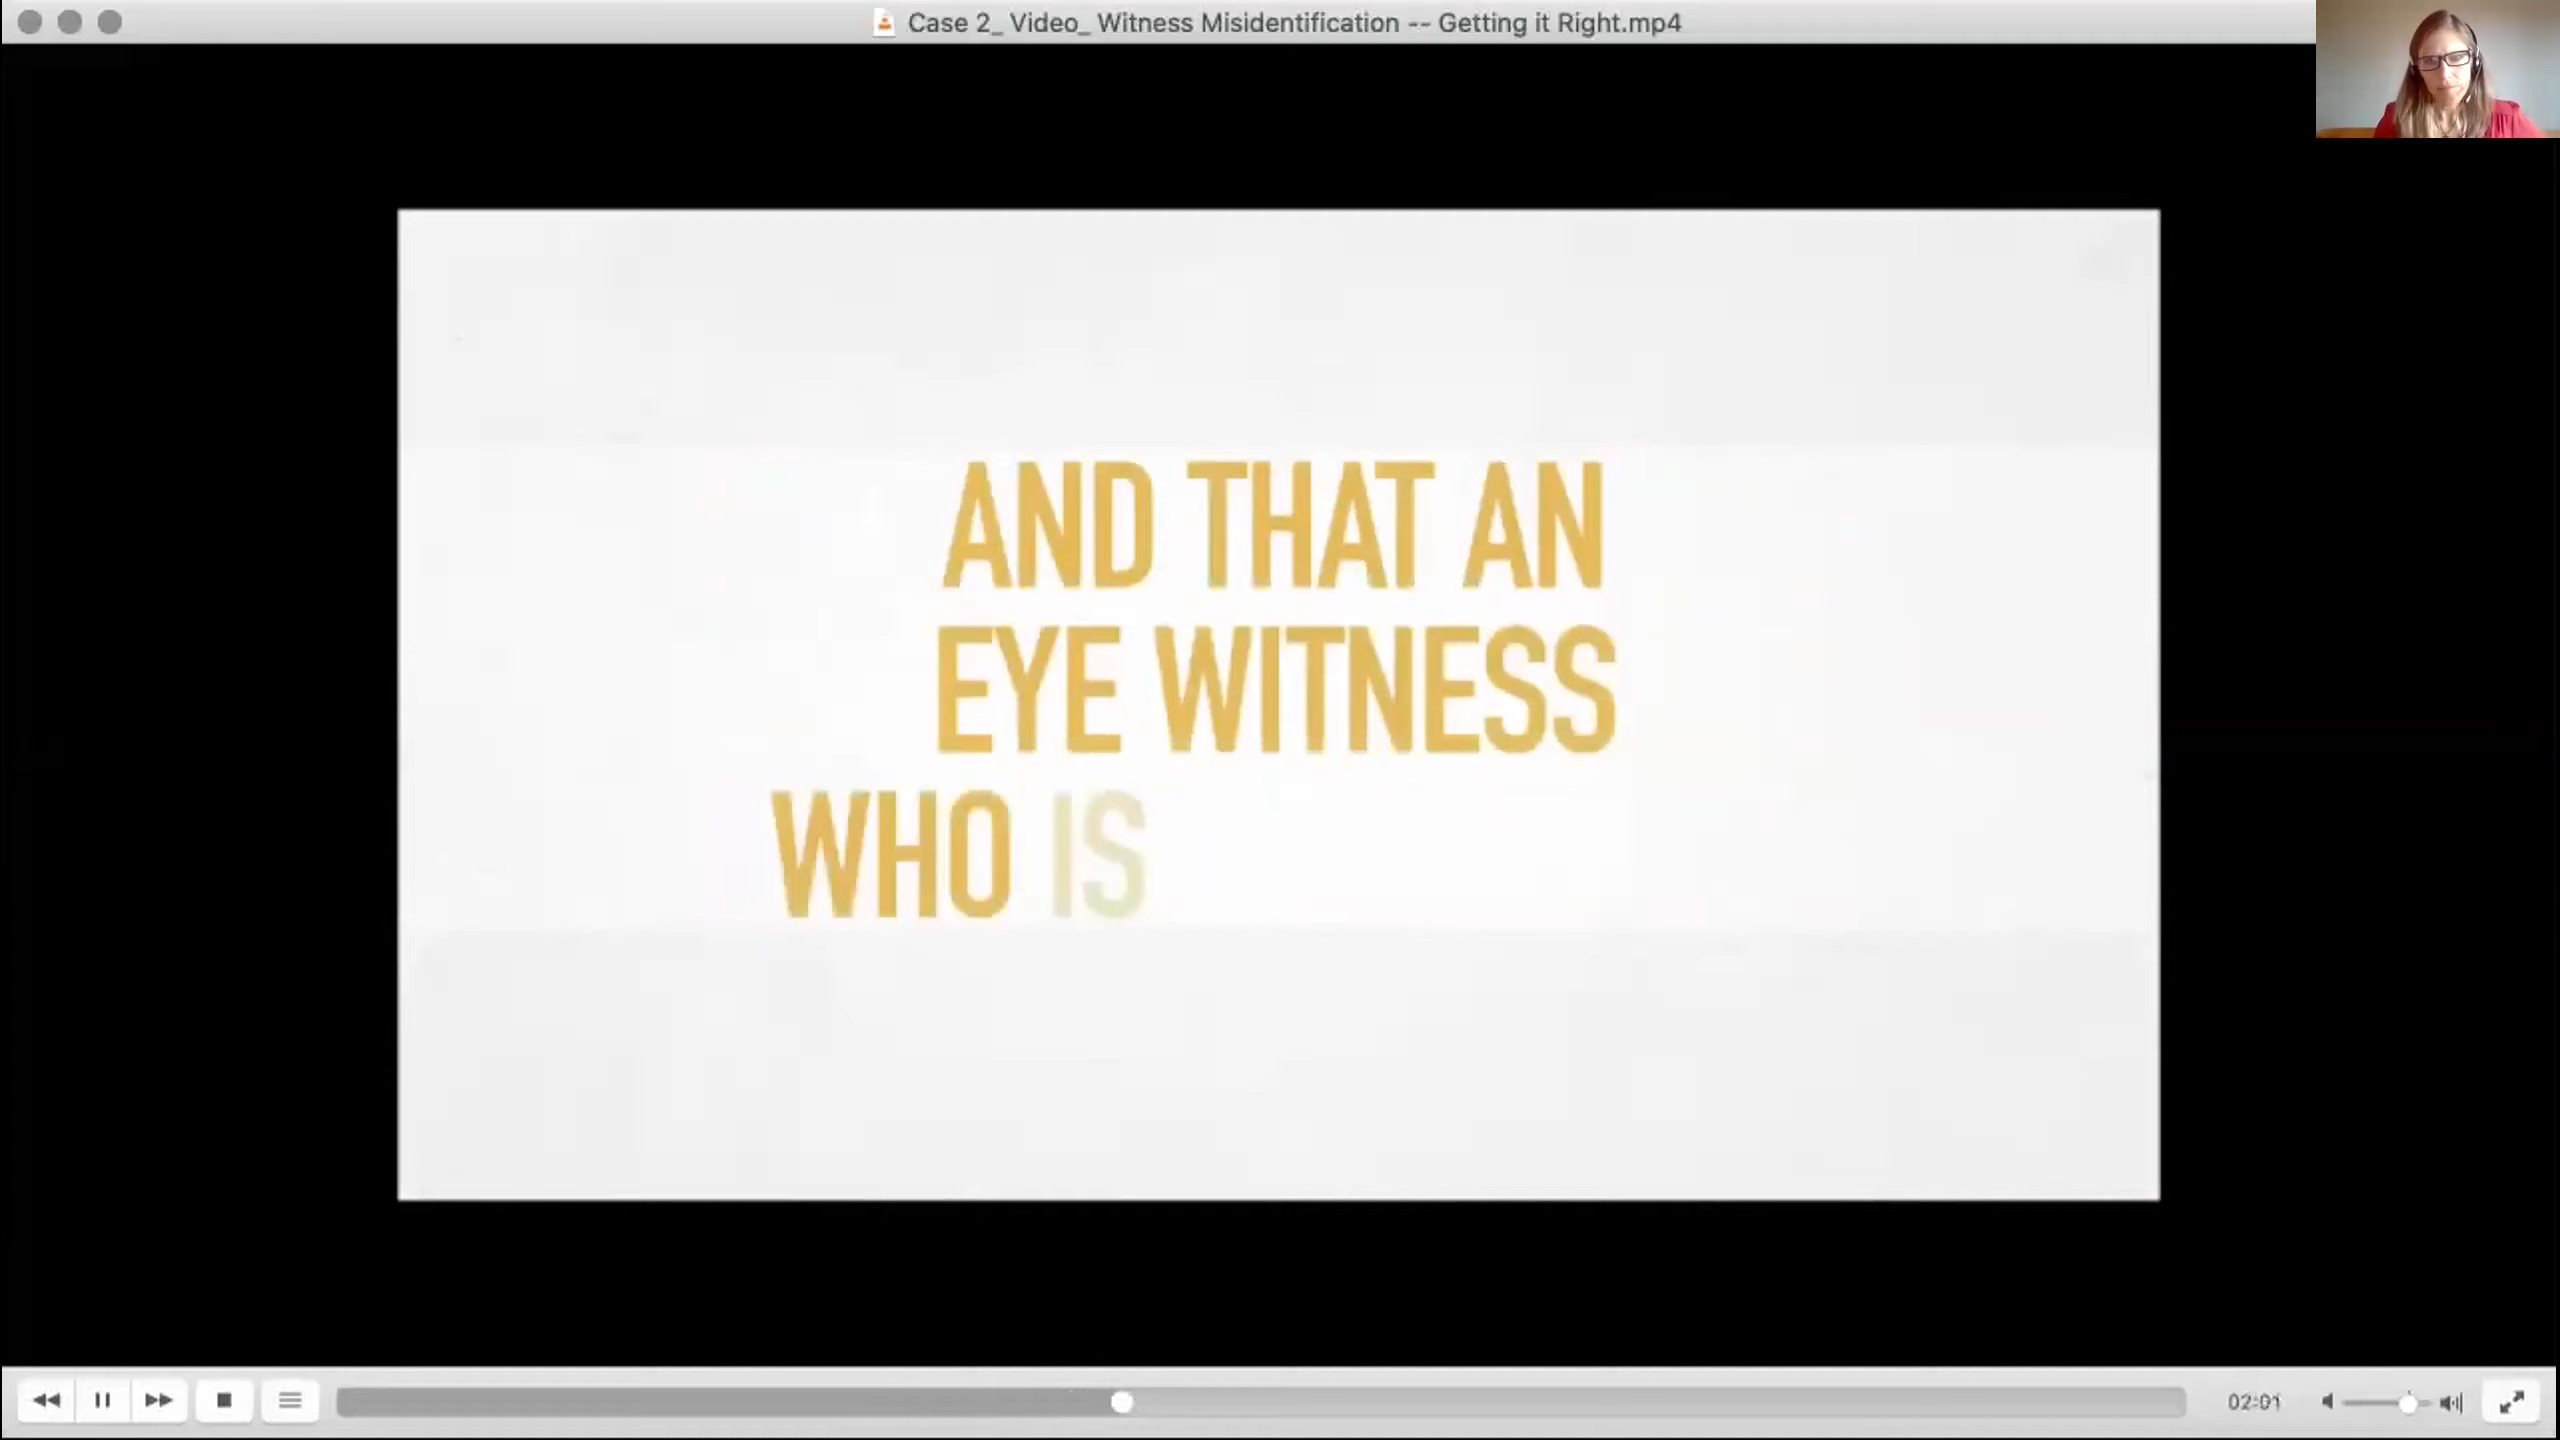 Case 2_ Video_ Witness Misidentification -- Getting it Right.mp4
AND THAT AN
EYE WITNESS
WHO IS
02:01